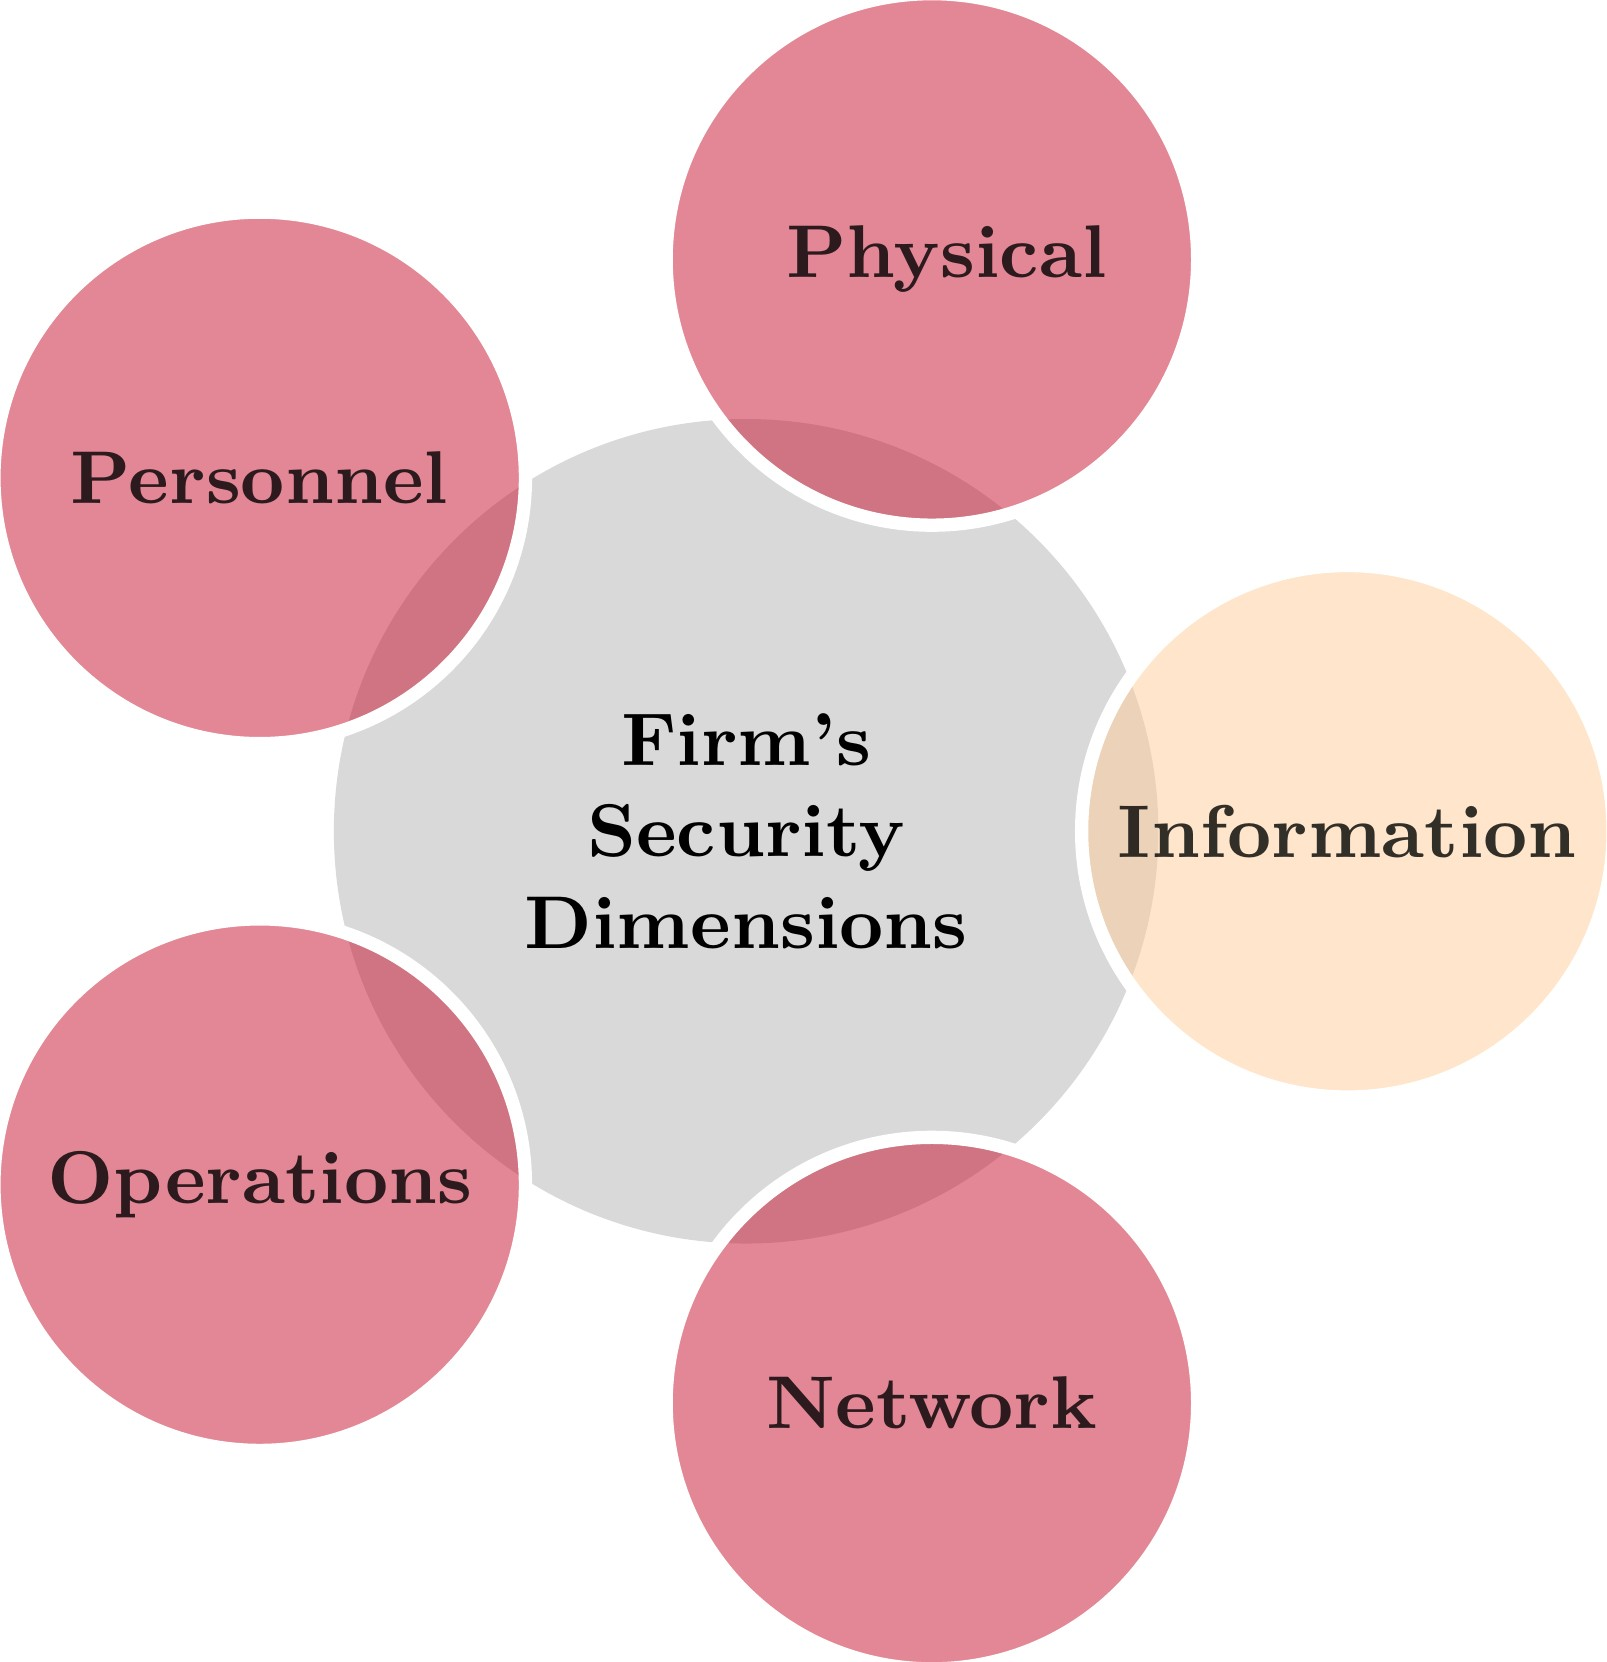 Physical
Personnel
Firm’s
Security
Dimensions
Information
Operations
Network